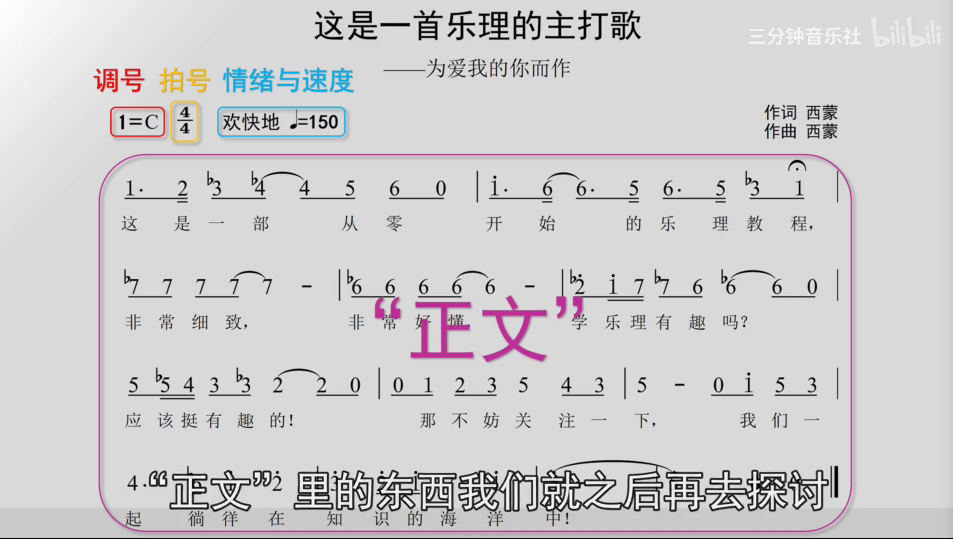 这是一首乐理的主打歌
三分钟音乐社 bilibili
——为爱我的你而作
调号 拍号 情绪与速度
1=C 4/4 欢快地 ♩=150
作词 西蒙
作曲 西蒙
1· 2 ♭3 ♭4 4 5 6 0 | i· 6 6· 5 6· 5 ♭3 1 |
这是一部从零开始的乐理教程,
♭7 7 7 7 7 - | ♭6 6 6 6 6 - | ♭2 i 7 ♭7 6 ♭6 6 0 |
非常细致, 非常好懂, 学乐理有趣吗?
“正文”
5 ♭5 4 3 ♭3 2 2 0 | 0 1 2 3 5 4 3 | 5 - 0 i 5 3 |
应该挺有趣的! 那不妨关注一下, 我们一
“正文” 里的东西我们就之后再去探讨
起徜徉在知识的海洋中!